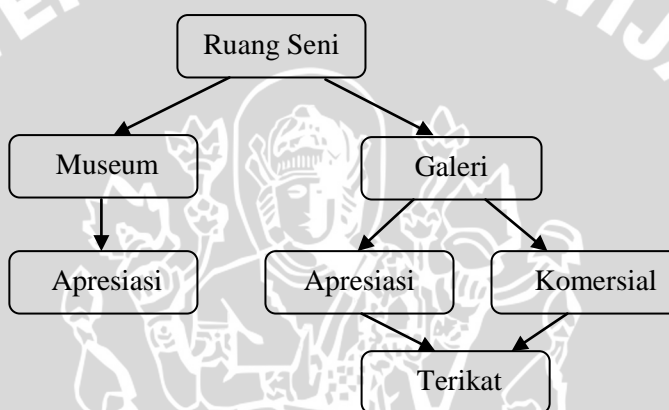 Ruang Seni
Museum
Galeri
Apresiasi
Apresiasi
Komersial
Terikat